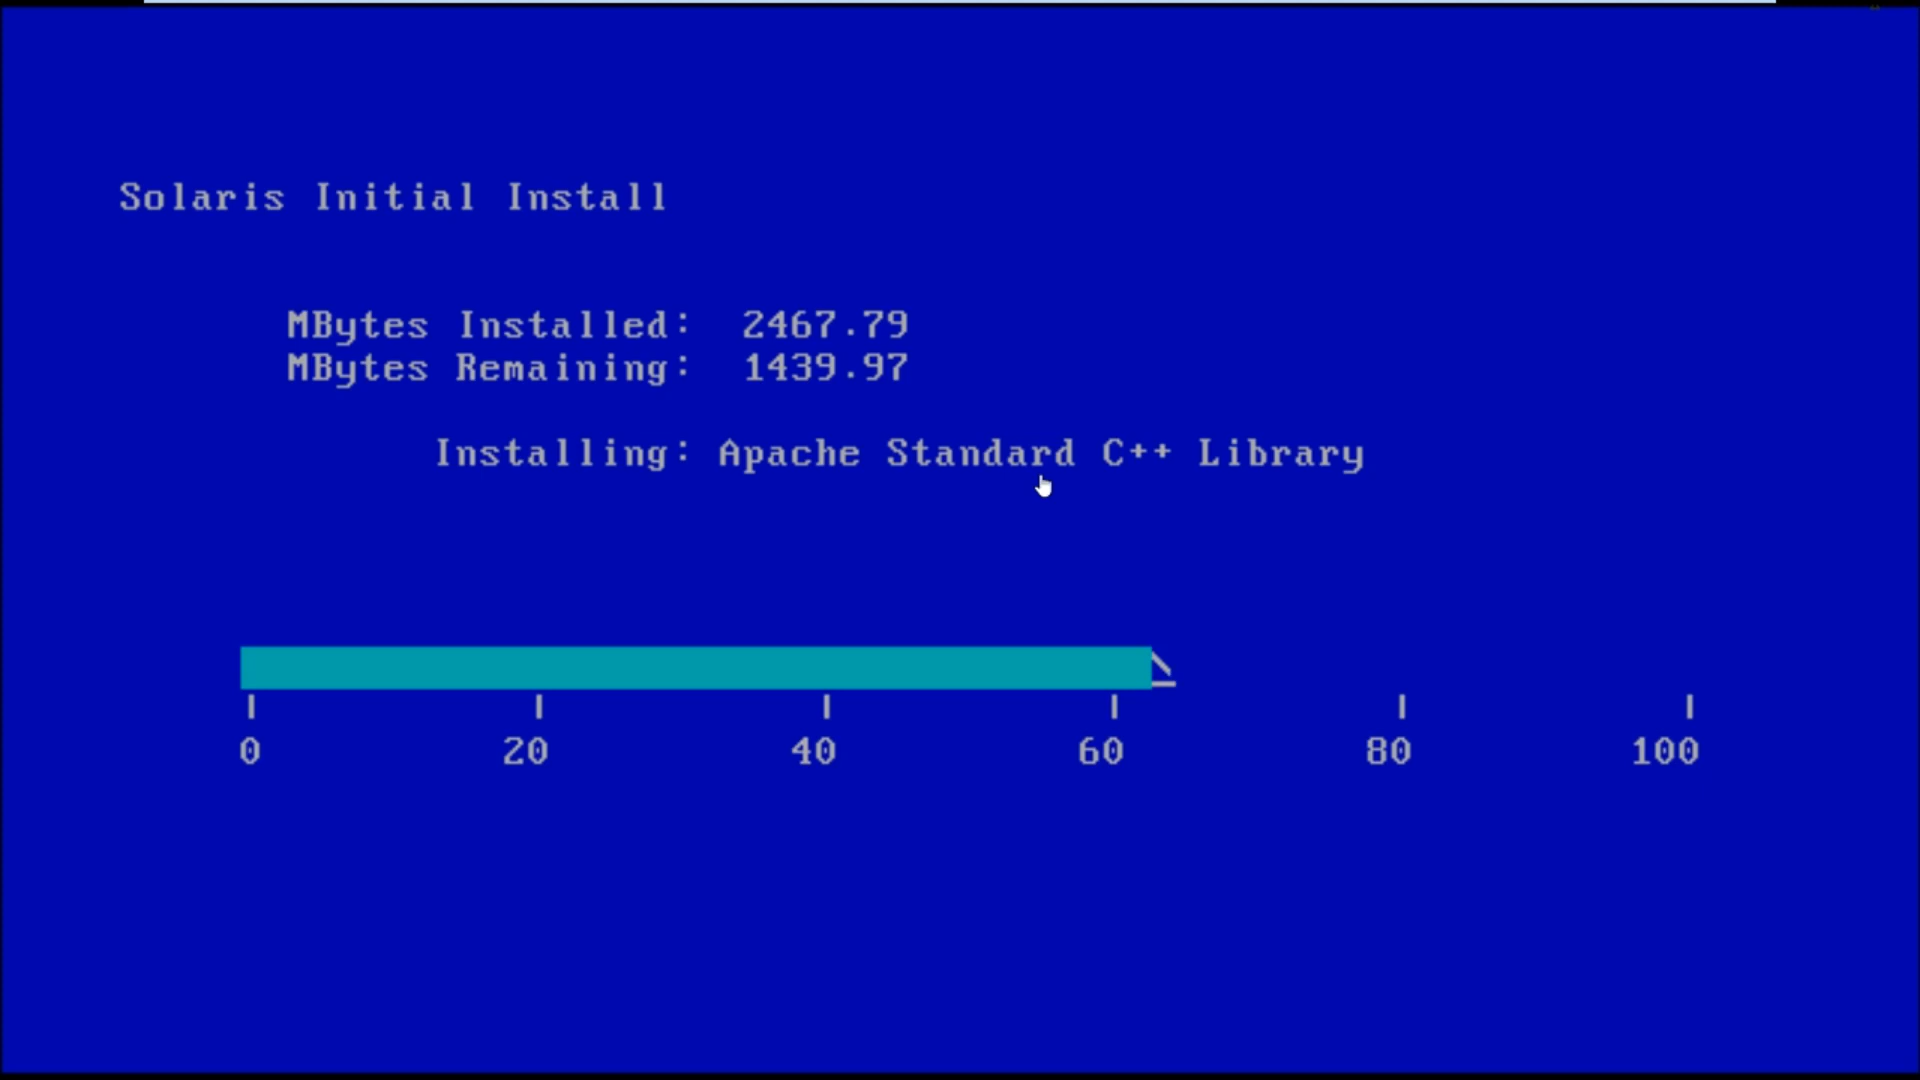 Solaris Initial Install
MBytes Installed: 2467.79
MBytes Remaining: 1439.97
Installing: Apache Standard C++ Library
0 20 40 60 80 100